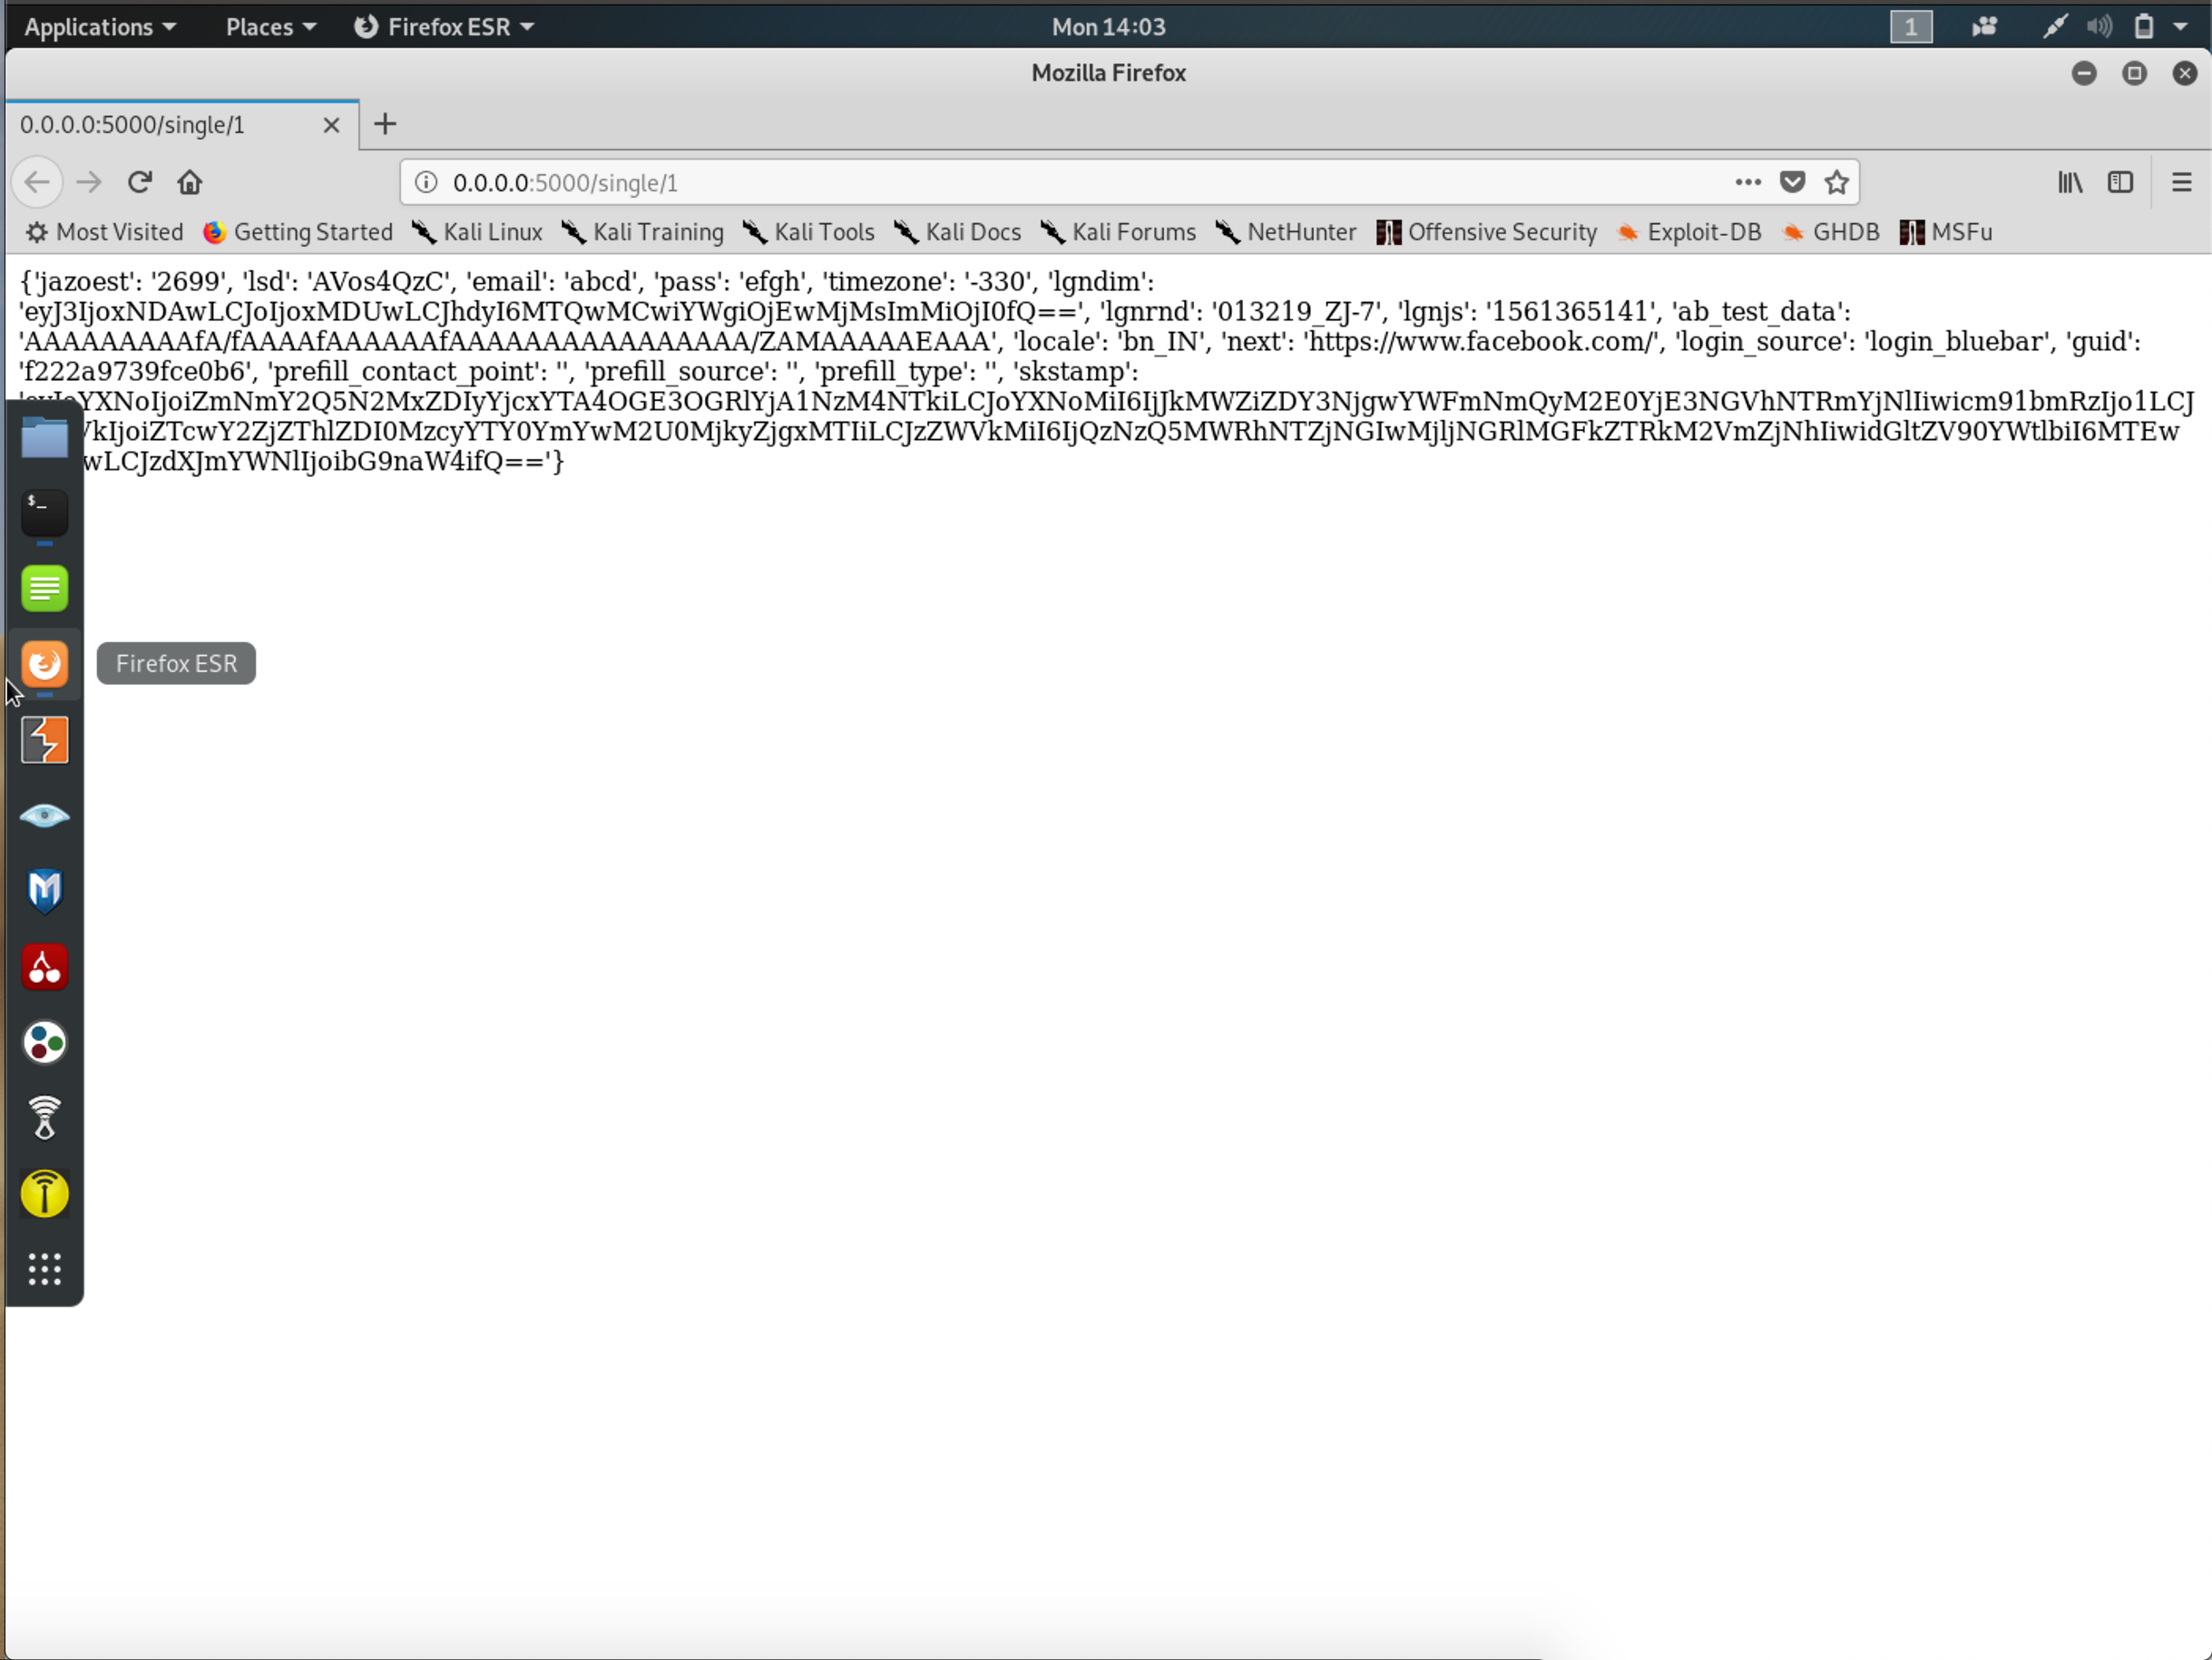 Applications Places Firefox ESR Mon 14:03 1
Mozilla Firefox
0.0.0.0:5000/single/1
0.0.0.0:5000/single/1
Most Visited Getting Started Kali Linux Kali Training Kali Tools Kali Docs Kali Forums NetHunter Offensive Security Exploit-DB GHDB MSFu
{'jazoest': '2699', 'lsd': 'AVos4QzC', 'email': 'abcd', 'pass': 'efgh', 'timezone': '-330', 'lgndim':
'eyJ3IjoxNDAwLCJoIjoxMDUwLCJhdyI6MTQwMCwiYWgiOjEwMjMsImMiOjI0fQ==', 'lgnrnd': '013219_ZJ-7', 'lgnjs': '1561365141', 'ab_test_data':
'AAAAAAAAAfA/fAAAAfAAAAAAfAAAAAAAAAAAAAAAA/ZAMAAAAAEAAA', 'locale': 'bn_IN', 'next': 'https://www.facebook.com/', 'login_source': 'login_bluebar', 'guid':
'f222a9739fce0b6', 'prefill_contact_point': '', 'prefill_source': '', 'prefill_type': '', 'skstamp':
YXNoIjoiZmNmY2Q5N2MxZDIyYjcxYTA4OGE3OGRlYjA1NzM4NTkiLCJoYXNoMiI6IjJkMWZiZDY3NjgwYWFmNmQyM2E0YjE3NGVhNTRmYjNlIiwicm91bmRzIjo1LCJ
VkIjoiZTcwY2ZjZThlZDI0MzcyYTY0YmYwM2U0MjkyZjgxMTIiLCJzZWVkMiI6IjQzNzQ5MWRhNTZjNGIwMjljNGRlMGFkZTRkM2VmZjNhIiwidGltZV90YWtlbiI6MTEw
wLCJzdXJmYWNlIjoibG9naW4ifQ=='}
$_
Firefox ESR